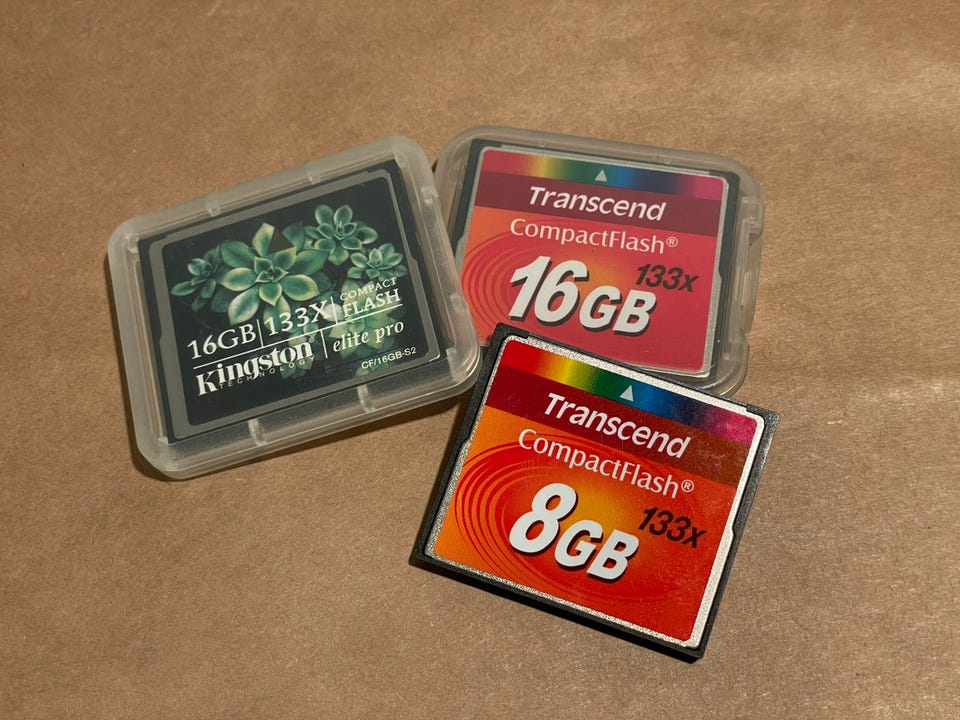 16GB|133X|COMPACT FLASH
Kingston® | elite pro
TECHNOLOGY
CF/16GB-S2
Transcend
CompactFlash®
16GB 133x
Transcend
CompactFlash®
8GB 133x